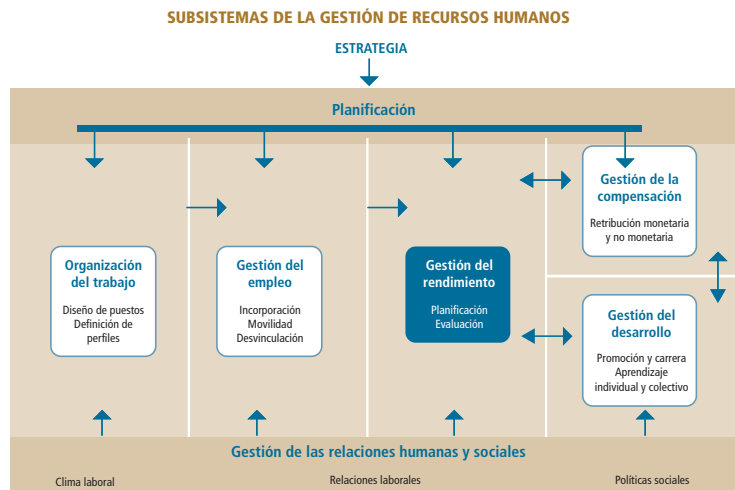 SUBSISTEMAS DE LA GESTIÓN DE RECURSOS HUMANOS
ESTRATEGIA
Planificación
Organización
del trabajo
Diseño de puestos
Definición de
perfiles
Gestión del
empleo
Incorporación
Movilidad
Desvinculación
Gestión del
rendimiento
Planificación
Evaluación
Gestión de la
compensación
Retribución monetaria
y no monetaria
Gestión del
desarrollo
Promoción y carrera
Aprendizaje
individual y colectivo
Gestión de las relaciones humanas y sociales
Clima laboral
Relaciones laborales
Políticas sociales